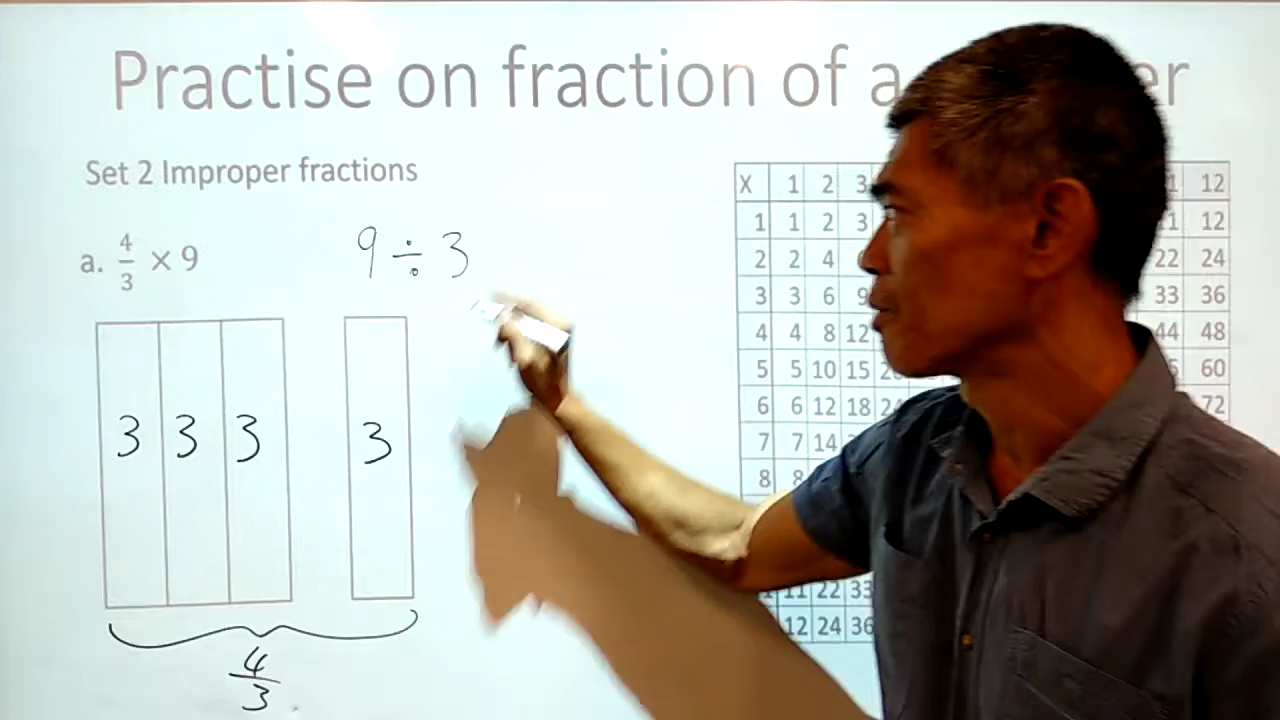 Practise on fraction of a
Set 2 Improper fractions
a. 4/3 × 9
9 ÷ 3
3 3 3 3
4/3
X 1 2 3 12
1 1 2 3 11 12
2 2 4 22 24
3 3 6 9 33 36
4 4 8 12 44 48
5 5 10 15 60
6 6 12 18 24 72
7 7 14
8 8
11 22 33
12 24 36